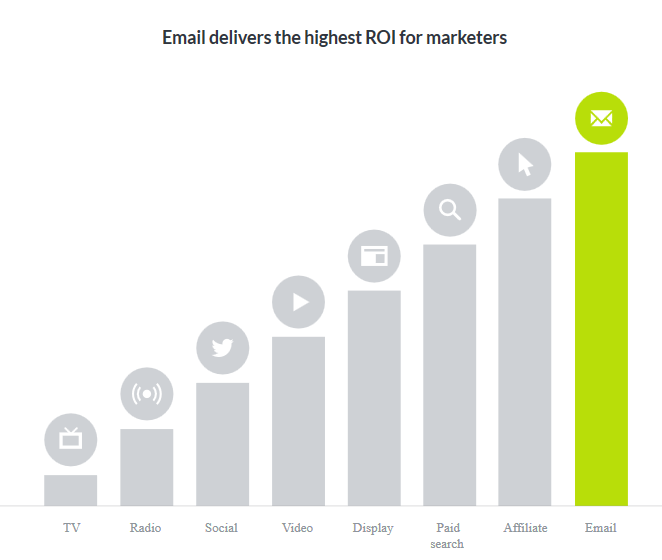 Email delivers the highest ROI for marketers
TV
Radio
Social
Video
Display
Paid
search
Affiliate
Email